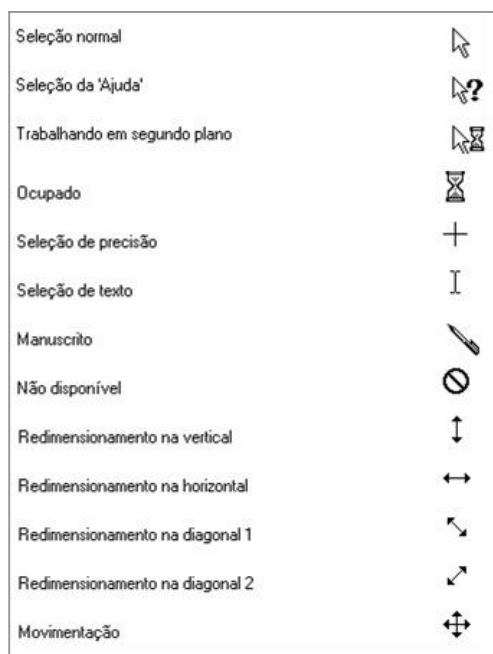 Seleção normal
Seleção da 'Ajuda'
Trabalhando em segundo plano
Ocupado
Seleção de precisão
Seleção de texto
Manuscrito
Não disponível
Redimensionamento na vertical
Redimensionamento na horizontal
Redimensionamento na diagonal 1
Redimensionamento na diagonal 2
Movimentação